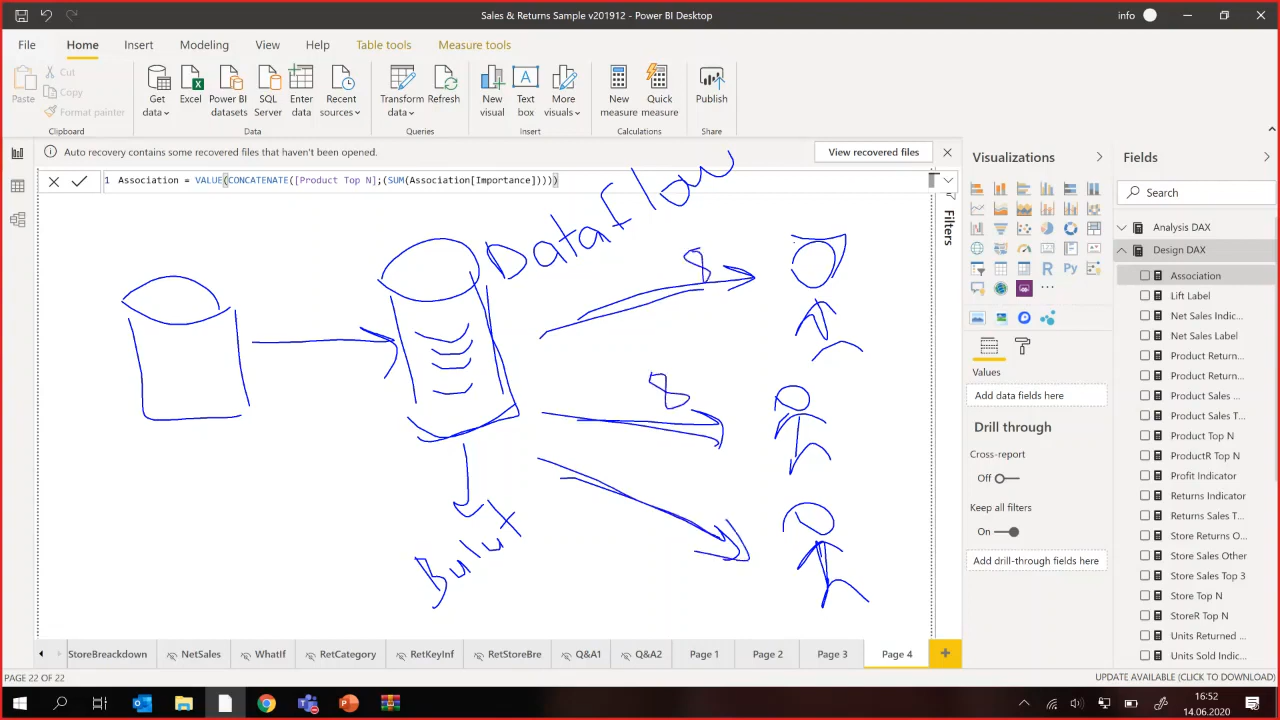 Sales & Returns Sample v201912 - Power BI Desktop
info
File
Home
Insert
Modeling
View
Help
Table tools
Measure tools
Paste
Cut
Copy
Format painter
Clipboard
Get data
Excel
Power BI datasets
SQL Server
Enter data
Recent sources
Data
Transform data
Refresh
Queries
New visual
Text box
More visuals
Insert
New measure
Quick measure
Calculations
Publish
Share
Auto recovery contains some recovered files that haven't been opened.
View recovered files
1 Association = VALUE(CONCATENATE([Product Top N];(SUM(Association[Importance]))))
Dataflow
8
8
Bulut
Filters
Visualizations
R
Py
Values
Add data fields here
Drill through
Cross-report
Off
Keep all filters
On
Add drill-through fields here
Fields
Search
Analysis DAX
Design DAX
Association
Lift Label
Net Sales Indic...
Net Sales Label
Product Return...
Product Return...
Product Sales ...
Product Sales T...
Product Top N
ProductR Top N
Profit Indicator
Returns Indicator
Returns Sales T...
Store Returns O...
Store Sales Other
Store Sales Top 3
Store Top N
StoreR Top N
Units Returned ...
Units Sold Indic...
StoreBreakdown
NetSales
WhatIf
RetCategory
RetKeyInf
RetStoreBre
Q&A1
Q&A2
Page 1
Page 2
Page 3
Page 4
PAGE 22 OF 22
UPDATE AVAILABLE (CLICK TO DOWNLOAD)
16:52
14.06.2020